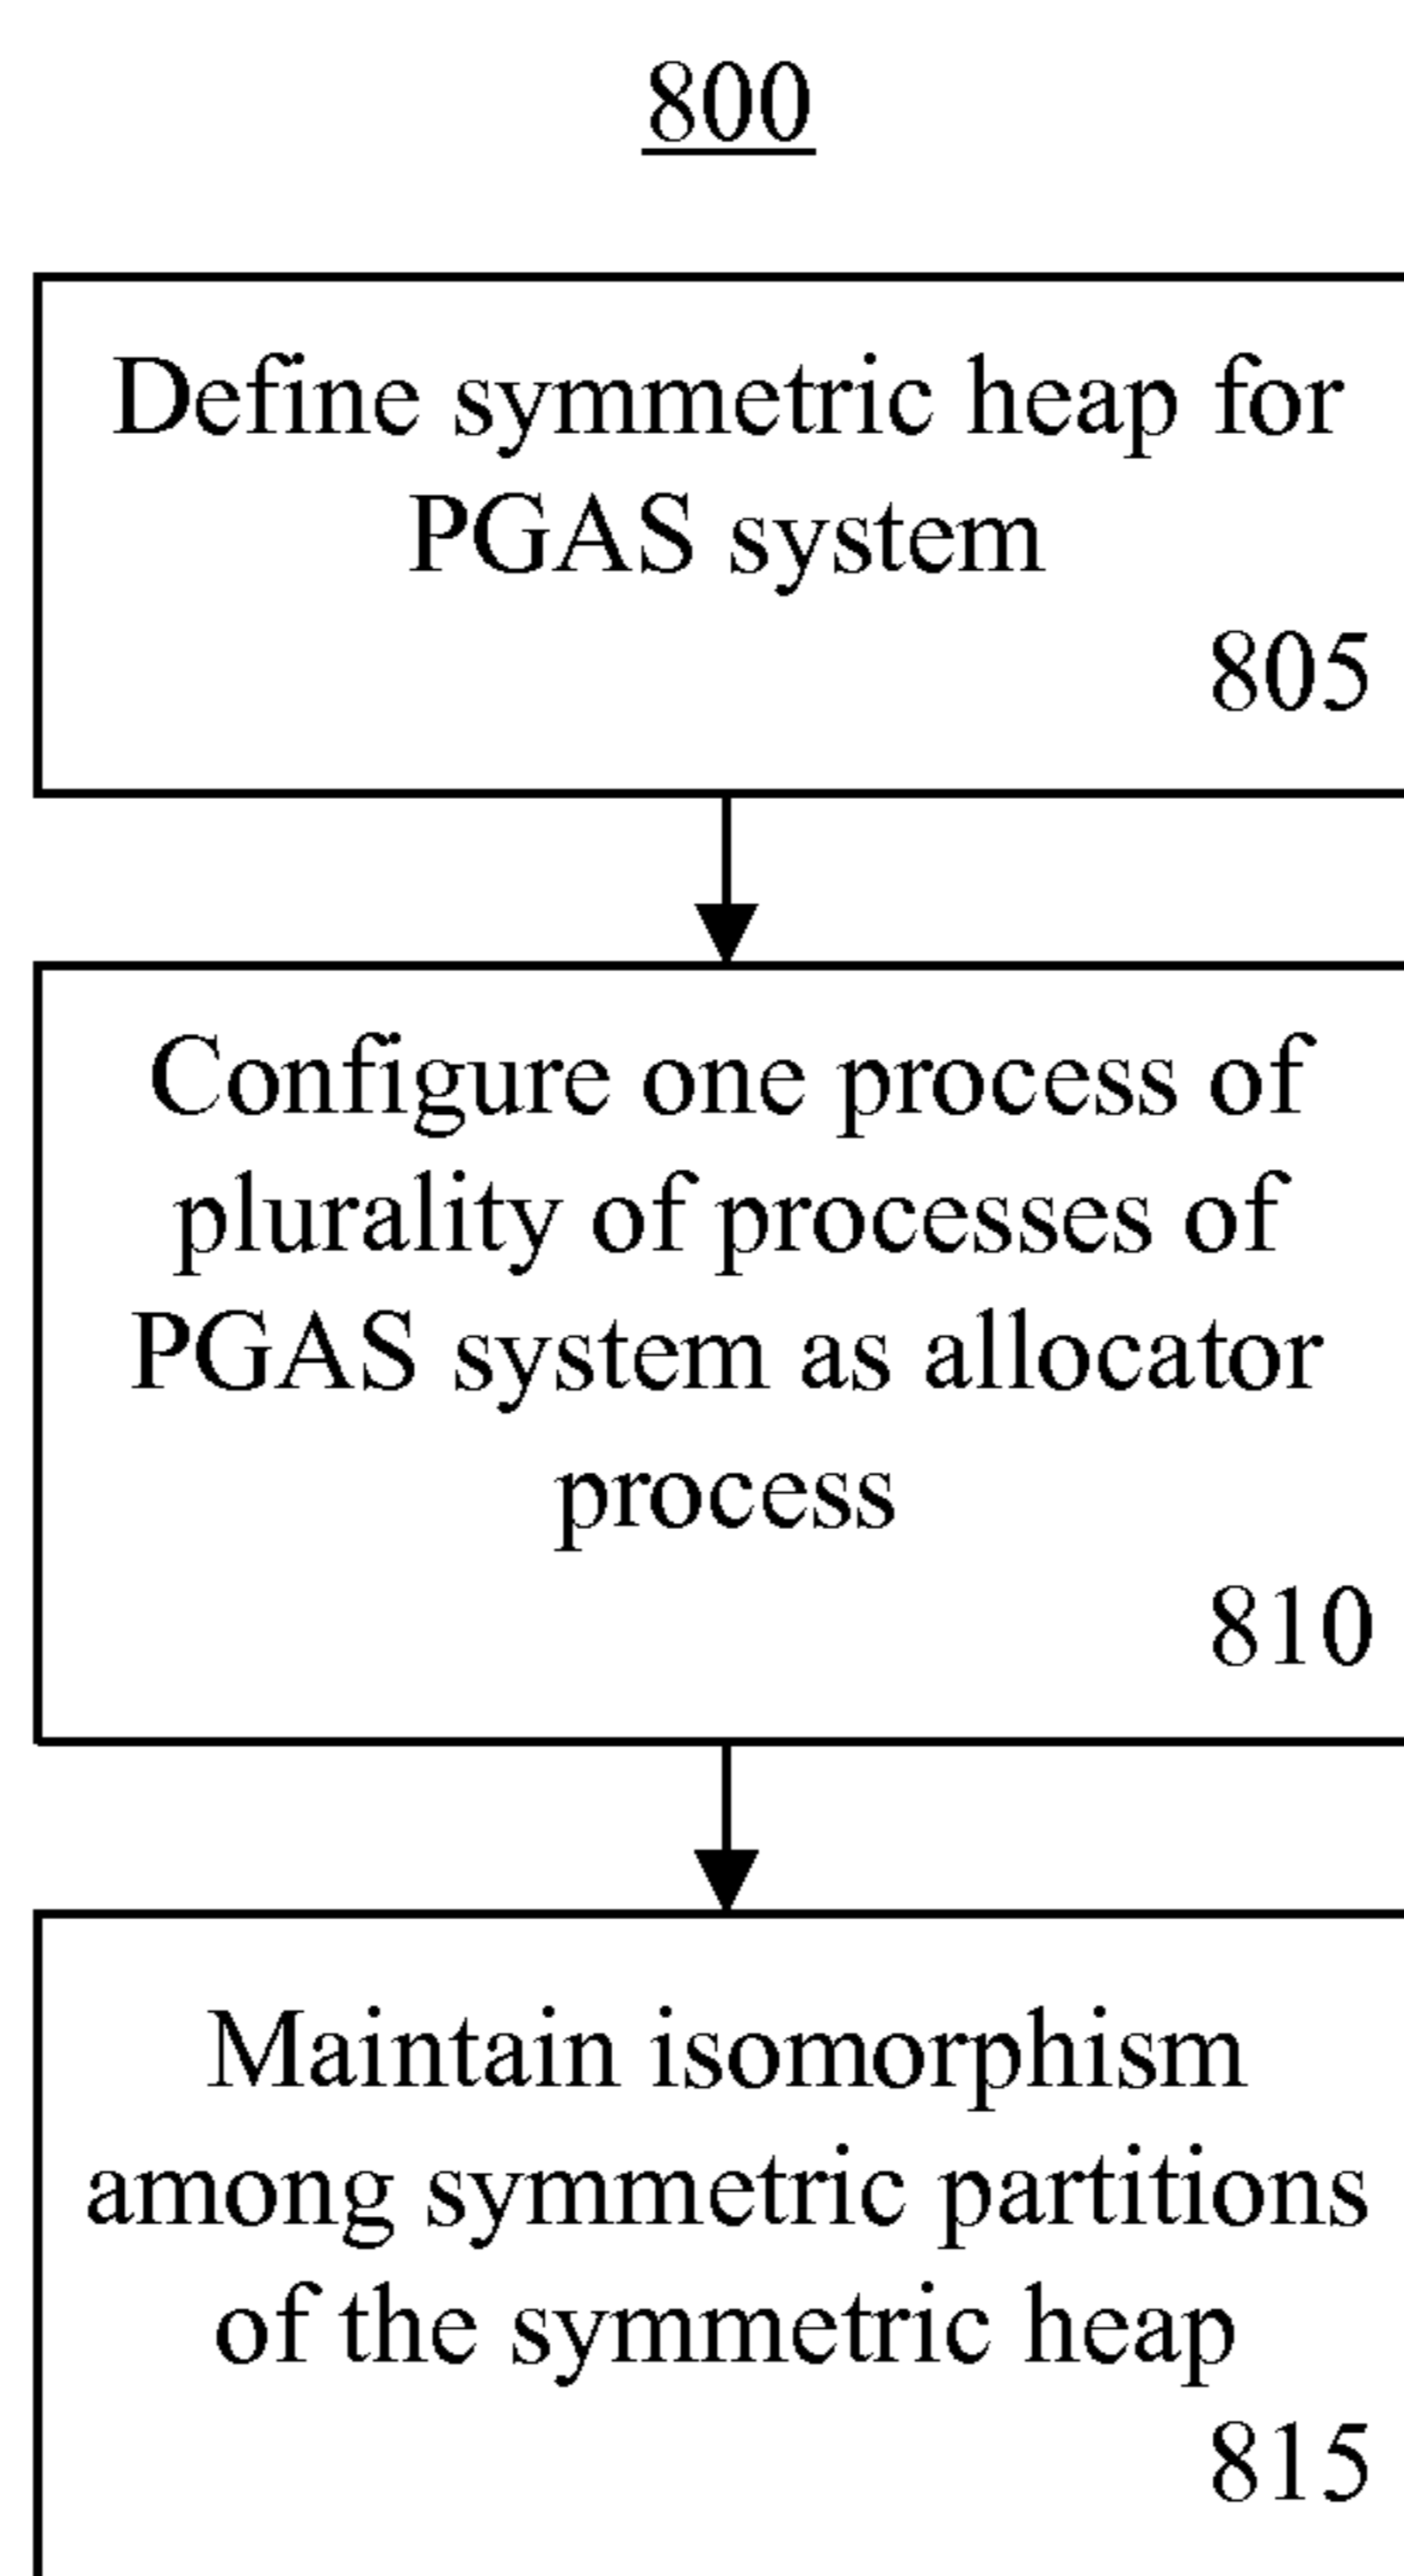 800
Define symmetric heap for
PGAS system
805
Configure one process of
plurality of processes of
PGAS system as allocator
process
810
Maintain isomorphism
among symmetric partitions
of the symmetric heap
815